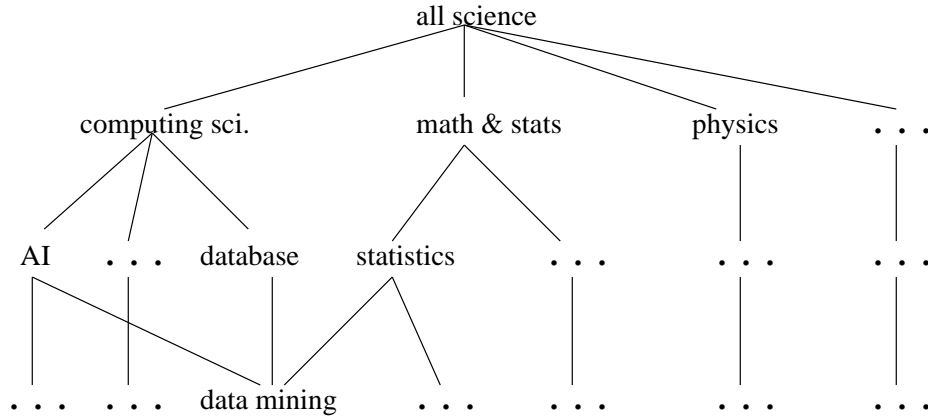 all science
computing sci. math & stats physics . . .
AI . . . database statistics . . . . . . . . .
. . . . . . data mining . . . . . . . . . . . .